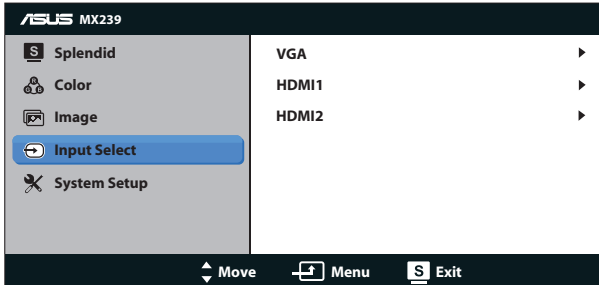 ASUS MX239
S Splendid
Color
Image
Input Select
System Setup
VGA
HDMI1
HDMI2
Move Menu S Exit